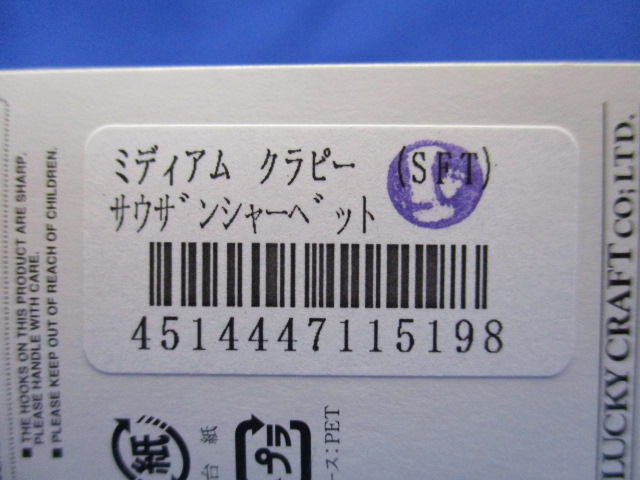 ミディアム クラピー (SFT)
サウザンシャーベット
4514447115198
■ THE HOOKS ON THIS PRODUCT ARE SHARP.
PLEASE HANDLE WITH CARE.
■ PLEASE KEEP OUT OF REACH OF CHILDREN.
LUCKY CRAFT CO;LTD.
紙
台紙
プラ
ース:PET